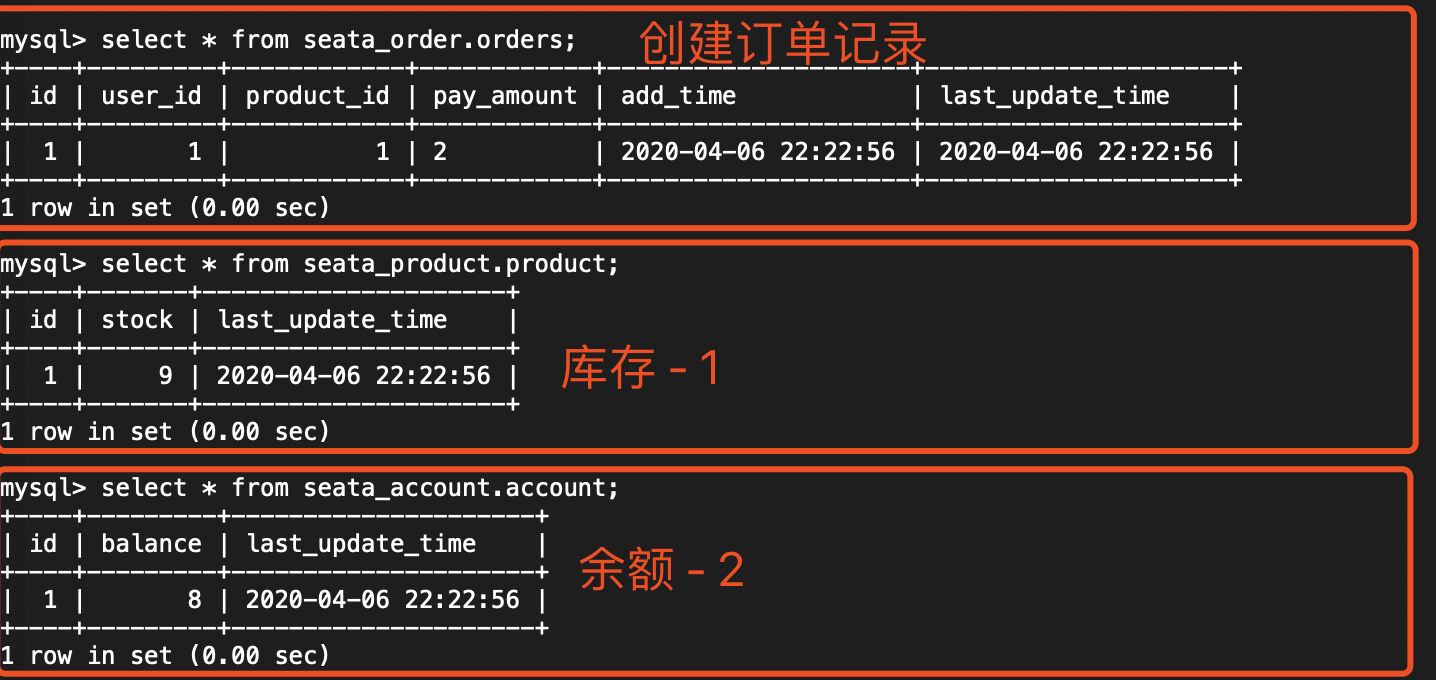 mysql> select * from seata_order.orders; 创建订单记录
+----+---------+------------+------------+---------------------+---------------------+
| id | user_id | product_id | pay_amount | add_time            | last_update_time    |
+----+---------+------------+------------+---------------------+---------------------+
|  1 |       1 |          1 | 2          | 2020-04-06 22:22:56 | 2020-04-06 22:22:56 |
+----+---------+------------+------------+---------------------+---------------------+
1 row in set (0.00 sec)
mysql> select * from seata_product.product;
+----+-------+---------------------+
| id | stock | last_update_time    |
+----+-------+---------------------+
|  1 |     9 | 2020-04-06 22:22:56 | 库存 - 1
+----+-------+---------------------+
1 row in set (0.00 sec)
mysql> select * from seata_account.account;
+----+---------+---------------------+
| id | balance | last_update_time    |
+----+---------+---------------------+ 余额 - 2
|  1 |       8 | 2020-04-06 22:22:56 |
+----+---------+---------------------+
1 row in set (0.00 sec)